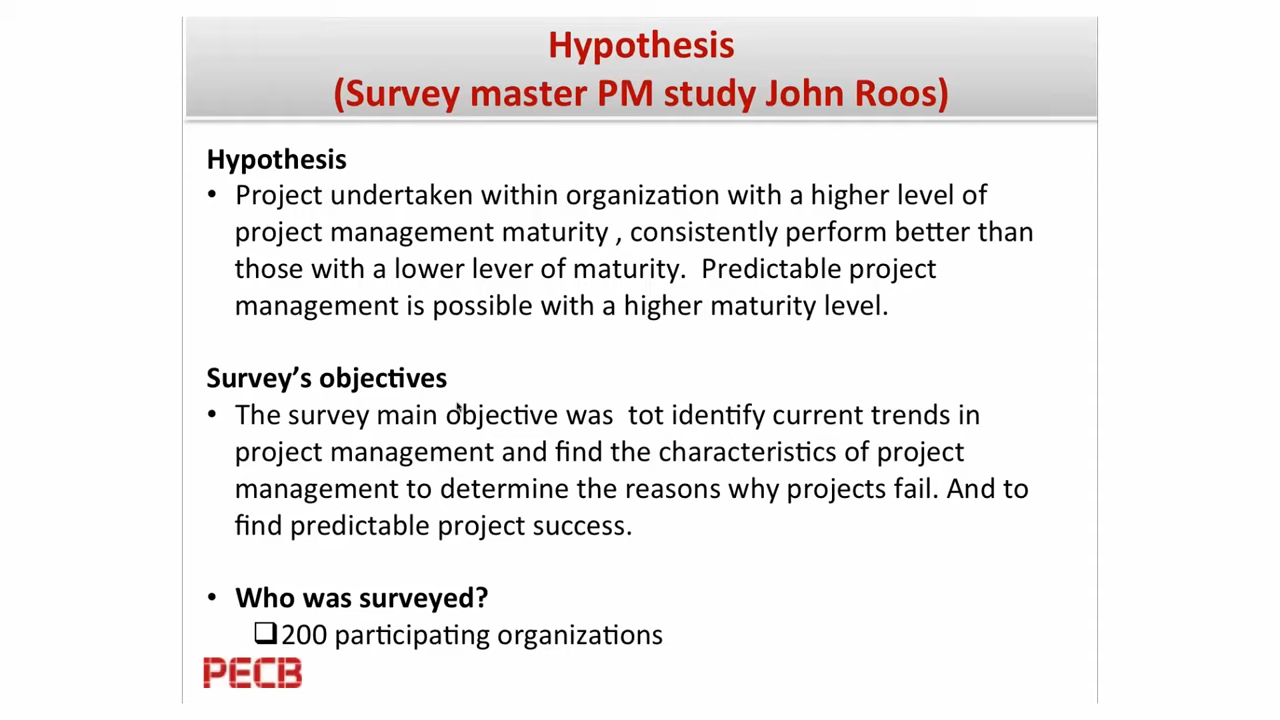 Hypothesis
(Survey master PM study John Roos)
Hypothesis
• Project undertaken within organization with a higher level of
project management maturity , consistently perform better than
those with a lower lever of maturity.  Predictable project
management is possible with a higher maturity level.
Survey’s objectives
• The survey main objective was  tot identify current trends in
project management and find the characteristics of project
management to determine the reasons why projects fail. And to
find predictable project success.
• Who was surveyed?
❑200 participating organizations
PECB